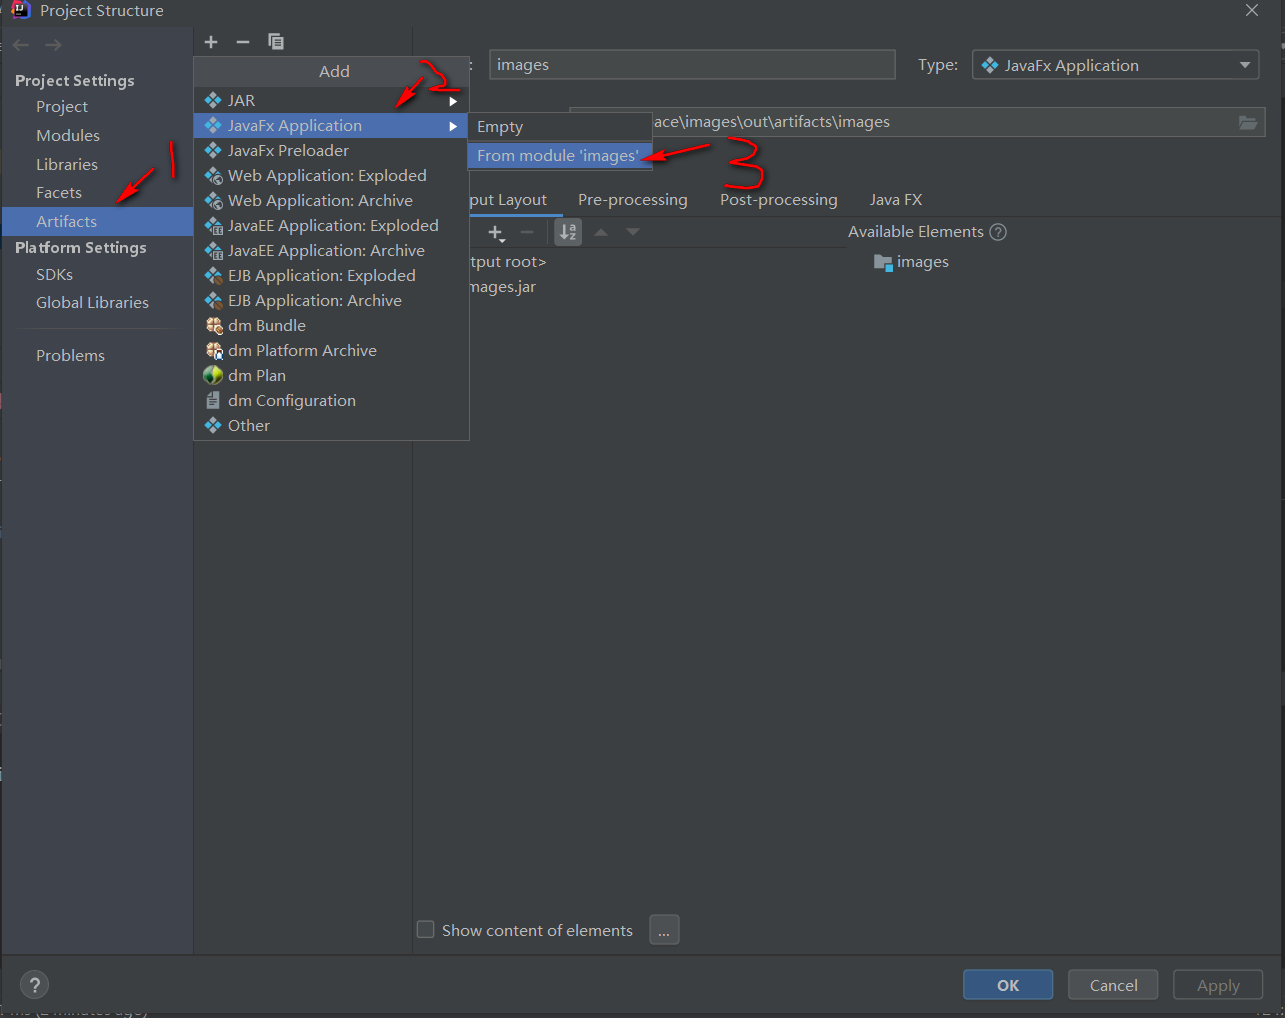 Project Structure
Project Settings
Project
Modules
Libraries
Facets
Artifacts
Platform Settings
SDKs
Global Libraries
Problems
Add
JAR
JavaFx Application
JavaFx Preloader
Web Application: Exploded
Web Application: Archive
JavaEE Application: Exploded
JavaEE Application: Archive
EJB Application: Exploded
EJB Application: Archive
dm Bundle
dm Platform Archive
dm Plan
dm Configuration
Other
Empty
From module 'images'
1
2
3
: images
Type: JavaFx Application
ace\images\out\artifacts\images
put Layout Pre-processing Post-processing Java FX
Available Elements ?
tput root>
images
mages.jar
Show content of elements ...
? OK Cancel Apply